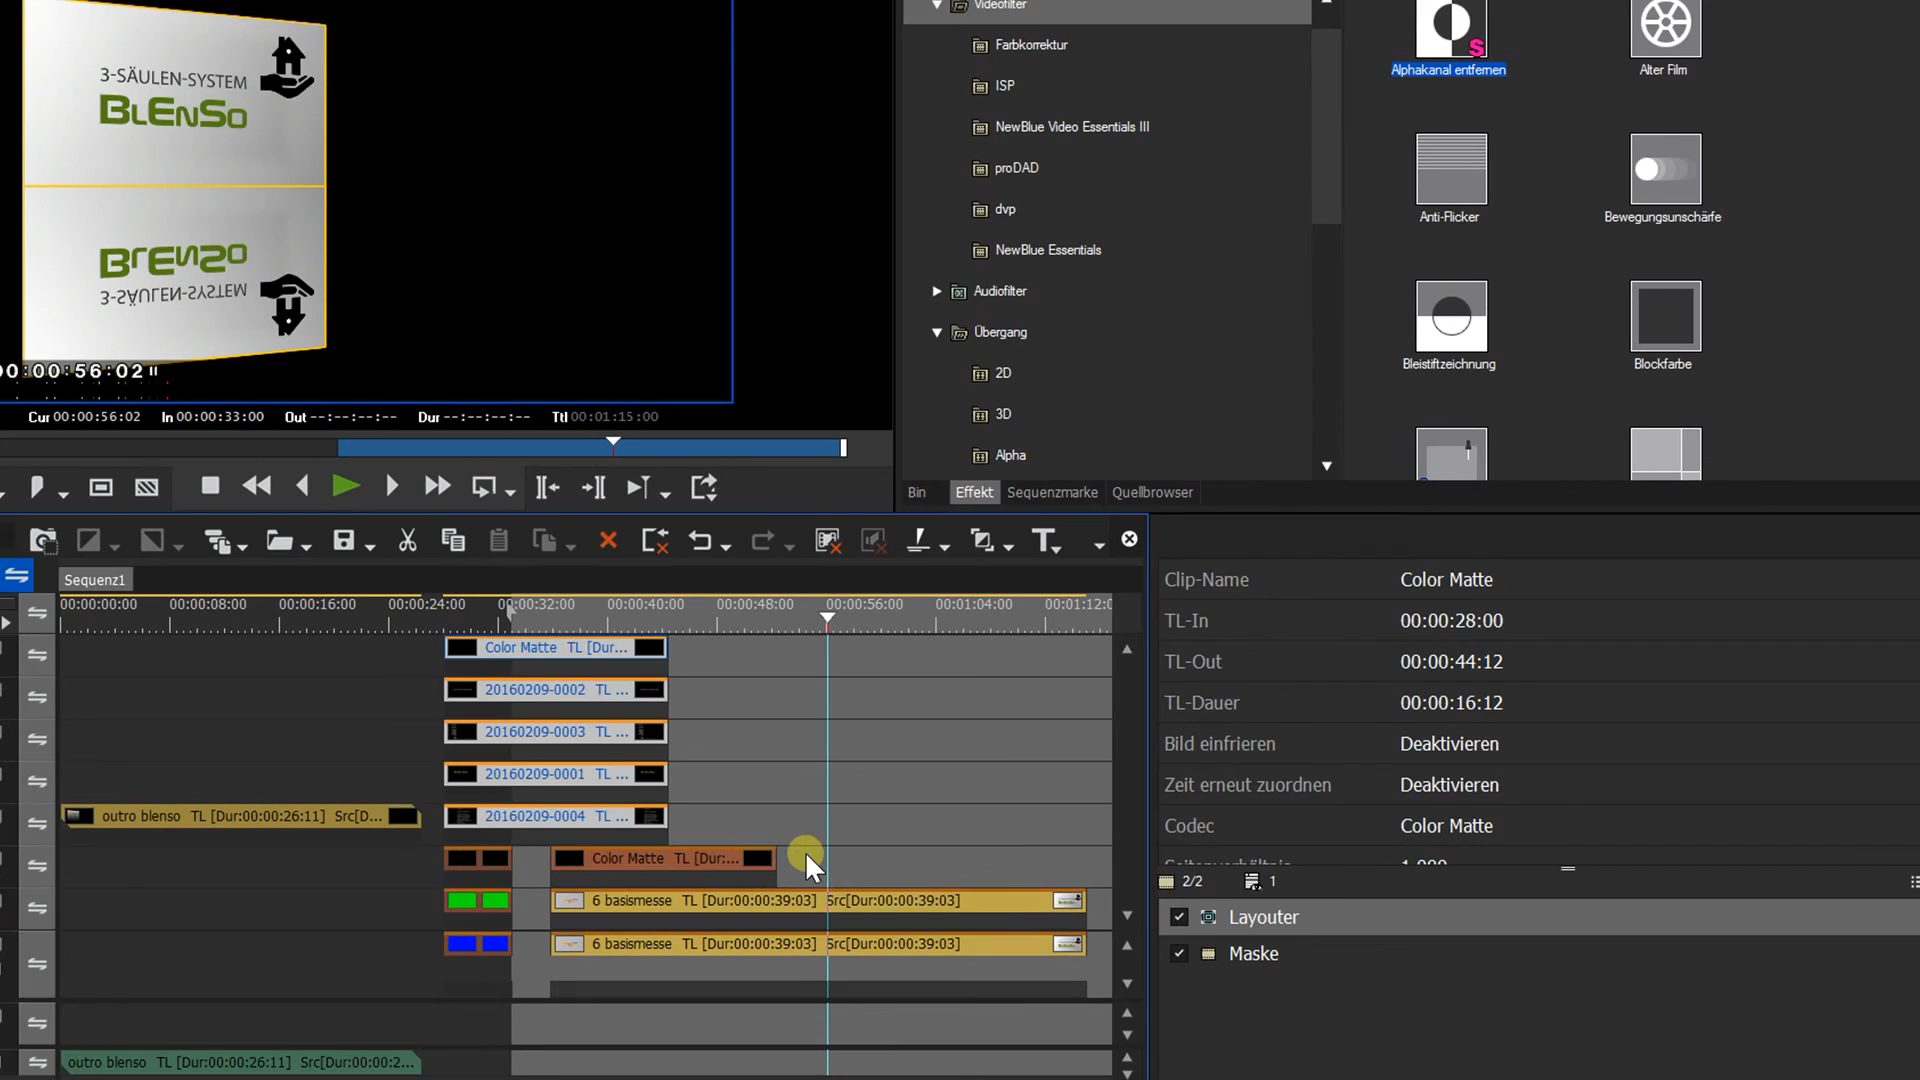 3-SÄULEN-SYSTEM
BLENSO
BLENSO
3-SÄULEN-SYSTEM
00:00:56:02
Cur 00:00:56:02 In 00:00:33:00 Out --:--:--:-- Dur --:--:--:-- Ttl 00:01:15:00
Videofilter
Farbkorrektur
ISP
NewBlue Video Essentials III
proDAD
dvp
NewBlue Essentials
Audiofilter
Übergang
2D
3D
Alpha
Bin Effekt Sequenzmarke Quellbrowser
S
Alphakanal entfernen
Alter Film
Anti-Flicker
Bewegungsunschärfe
Bleistiftzeichnung
Blockfarbe
Sequenz1
00:00:00:00 00:00:08:00 00:00:16:00 00:00:24:00 00:00:32:00 00:00:40:00 00:00:48:00 00:00:56:00 00:01:04:00 00:01:12:0
Color Matte TL [Dur...
20160209-0002 TL ...
20160209-0003 TL ...
20160209-0001 TL ...
outro blenso TL [Dur:00:00:26:11] Src[D... 20160209-0004 TL ...
Color Matte TL [Dur:...
6 basismesse TL [Dur:00:00:39:03] Src[Dur:00:00:39:03]
6 basismesse TL [Dur:00:00:39:03] Src[Dur:00:00:39:03]
outro blenso TL [Dur:00:00:26:11] Src[Dur:00:00:2...
Clip-Name Color Matte
TL-In 00:00:28:00
TL-Out 00:00:44:12
TL-Dauer 00:00:16:12
Bild einfrieren Deaktivieren
Zeit erneut zuordnen Deaktivieren
Codec Color Matte
Seitenverhältnis 1.000
2/2 1
Layouter
Maske